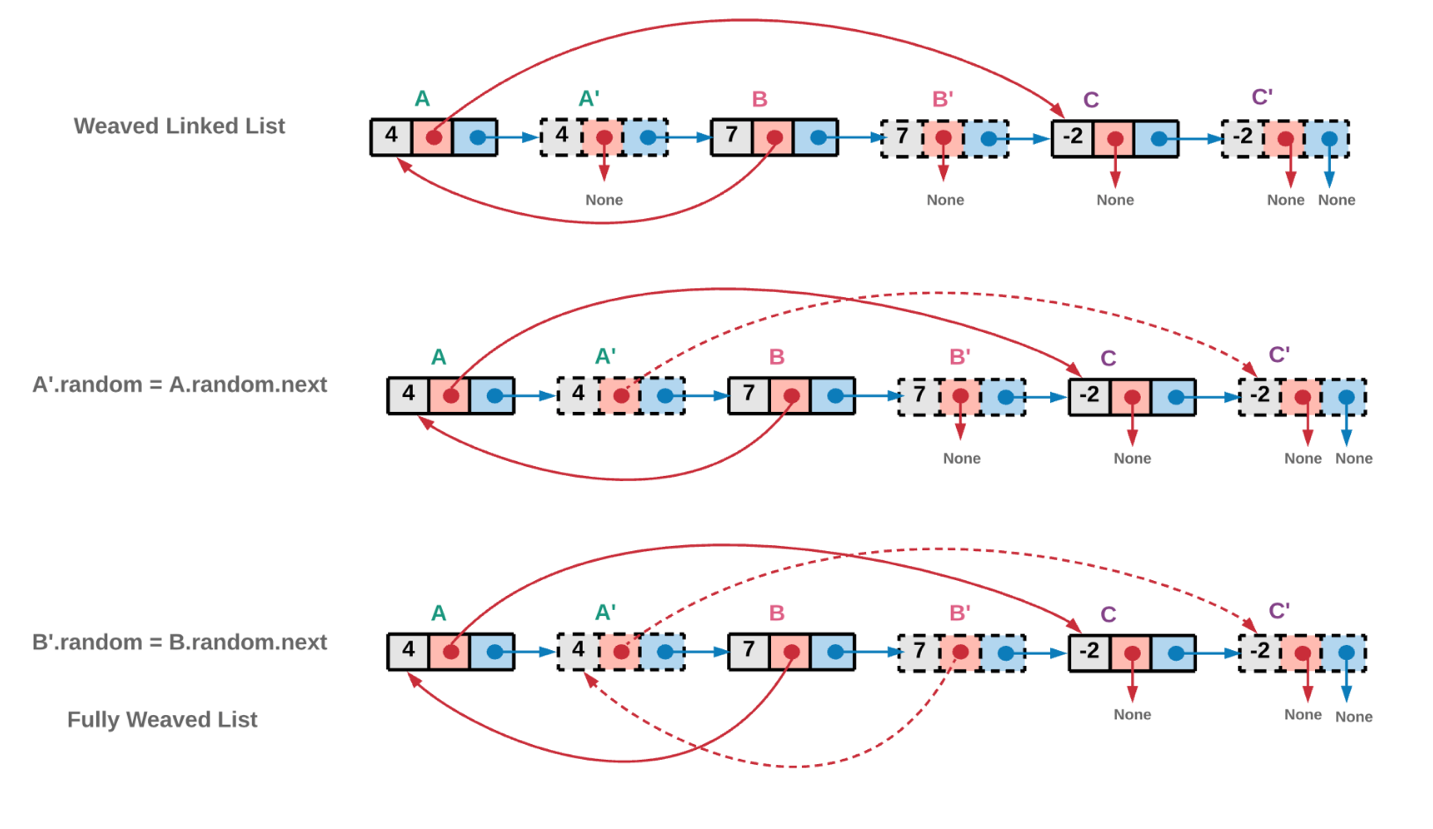 A A' B B' C C'
Weaved Linked List 4 4 7 7 -2 -2
None None None None None
A A' B B' C C'
A'.random = A.random.next 4 4 7 7 -2 -2
None None None None
A A' B B' C C'
B'.random = B.random.next 4 4 7 7 -2 -2
None None None
Fully Weaved List